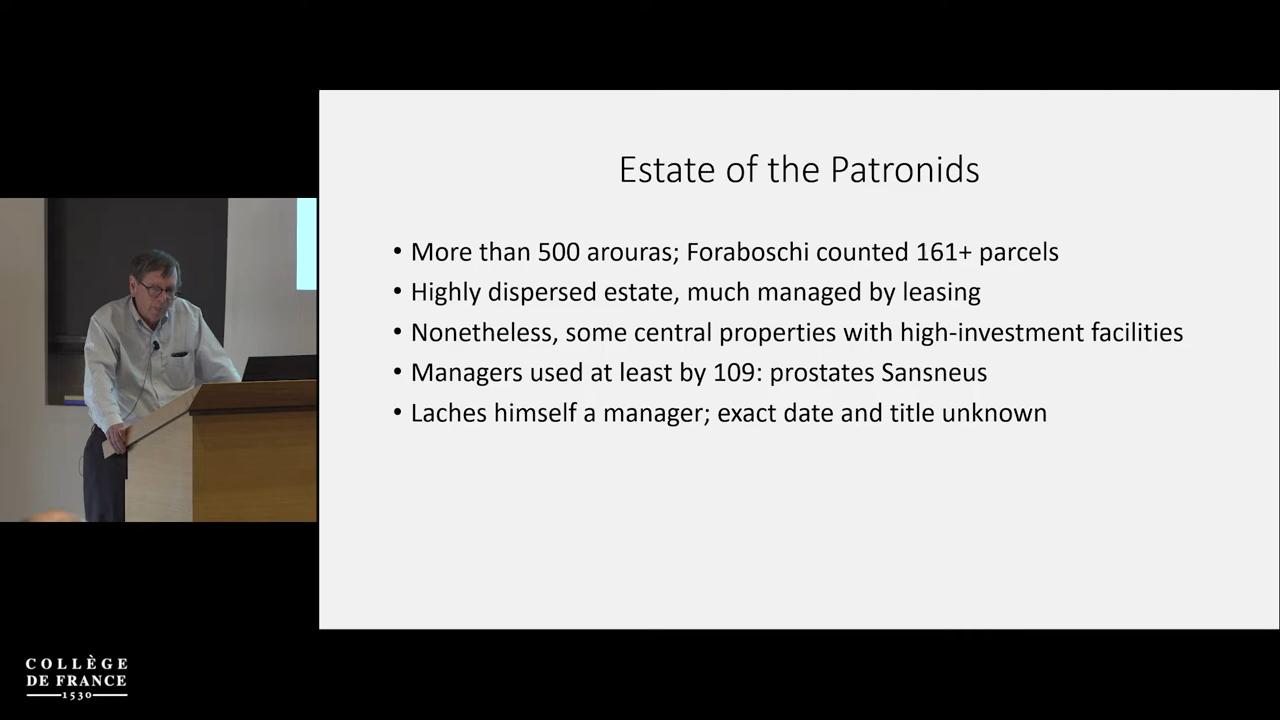 Estate of the Patronids
• More than 500 arouras; Foraboschi counted 161+ parcels
• Highly dispersed estate, much managed by leasing
• Nonetheless, some central properties with high-investment facilities
• Managers used at least by 109: prostates Sansneus
• Laches himself a manager; exact date and title unknown
COLLÈGE
DE FRANCE
1530